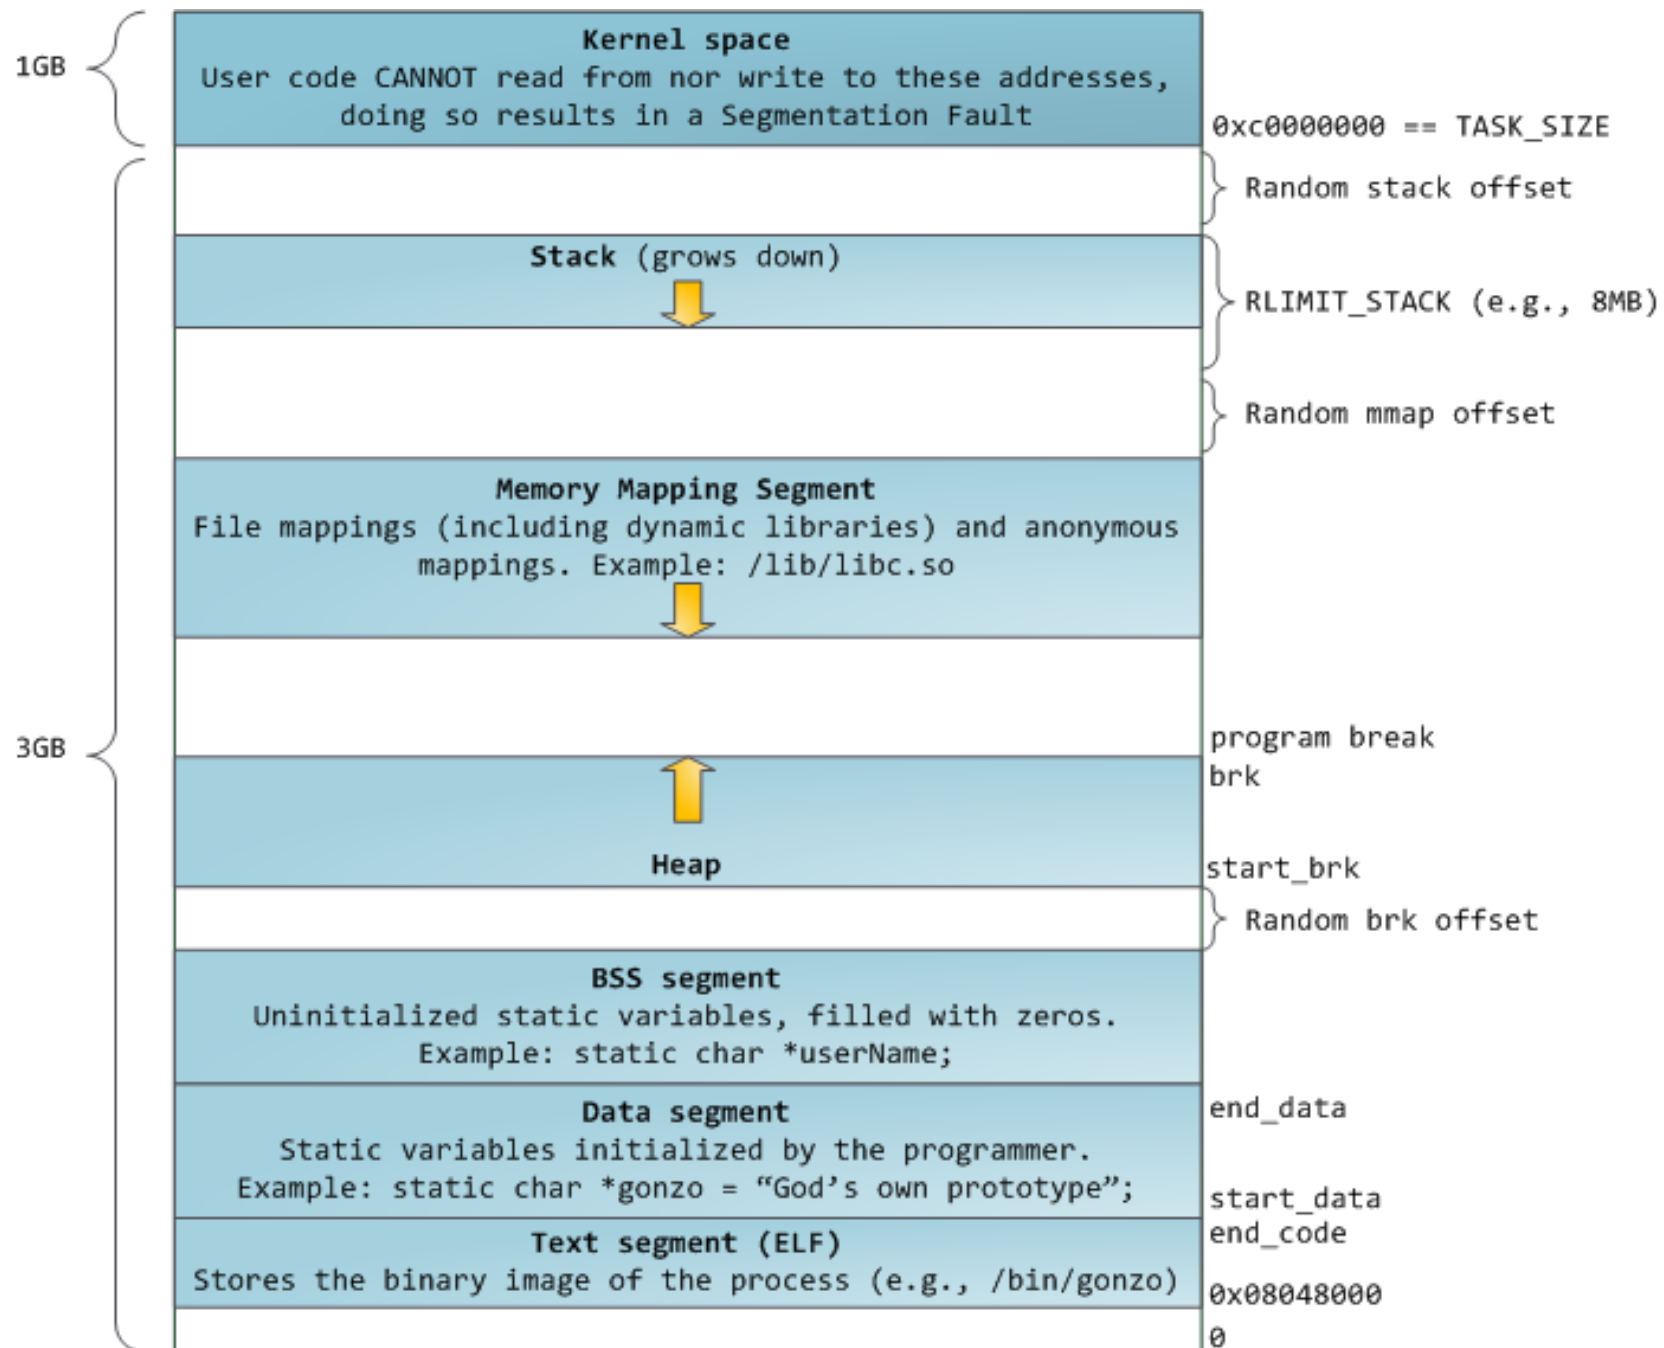 1GB
Kernel space
User code CANNOT read from nor write to these addresses,
doing so results in a Segmentation Fault
0xc0000000 == TASK_SIZE
Random stack offset
Stack (grows down)
RLIMIT_STACK (e.g., 8MB)
Random mmap offset
Memory Mapping Segment
File mappings (including dynamic libraries) and anonymous
mappings. Example: /lib/libc.so
3GB
program break
brk
Heap
start_brk
Random brk offset
BSS segment
Uninitialized static variables, filled with zeros.
Example: static char *userName;
Data segment
Static variables initialized by the programmer.
Example: static char *gonzo = “God’s own prototype”;
end_data
start_data
end_code
Text segment (ELF)
Stores the binary image of the process (e.g., /bin/gonzo)
0x08048000
0